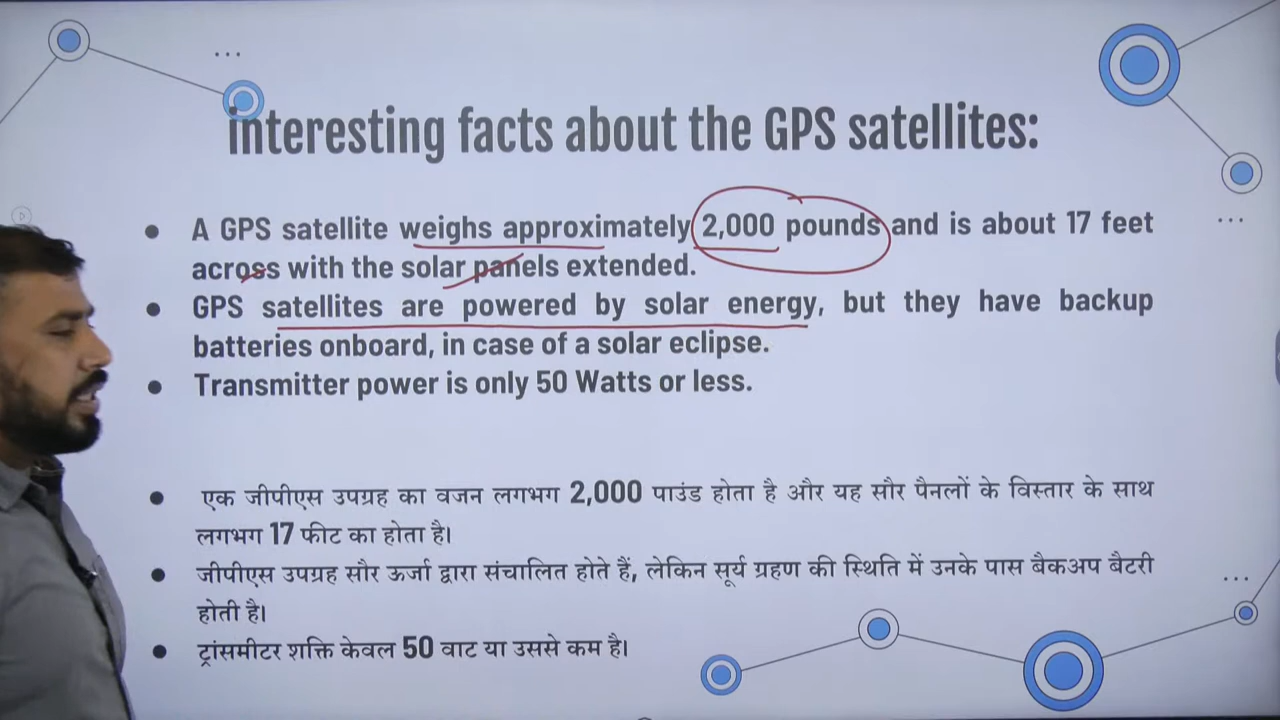 interesting facts about the GPS satellites:
● A GPS satellite weighs approximately 2,000 pounds and is about 17 feet
across with the solar panels extended.
● GPS satellites are powered by solar energy, but they have backup
batteries onboard, in case of a solar eclipse.
● Transmitter power is only 50 Watts or less.
● एक जीपीएस उपग्रह का वजन लगभग 2,000 पाउंड होता है और यह सौर पैनलों के विस्तार के साथ
लगभग 17 फीट का होता है।
● जीपीएस उपग्रह सौर ऊर्जा द्वारा संचालित होते हैं, लेकिन सूर्य ग्रहण की स्थिति में उनके पास बैकअप बैटरी
होती है।
● ट्रांसमीटर शक्ति केवल 50 वाट या उससे कम है।